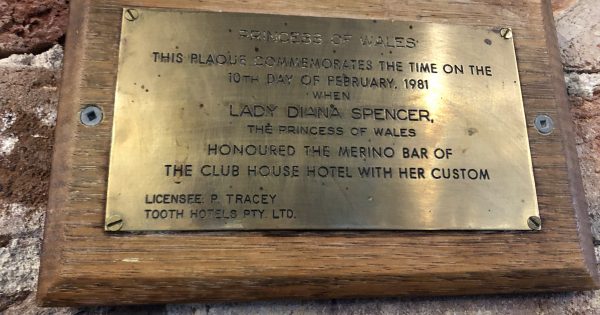 PRINCESS OF WALES
THIS PLAQUE COMMEMORATES THE TIME ON THE
10TH DAY OF FEBRUARY, 1981
WHEN
LADY DIANA SPENCER,
THE PRINCESS OF WALES
HONOURED THE MERINO BAR OF
THE CLUB HOUSE HOTEL WITH HER CUSTOM
LICENSEE. P. TRACEY
TOOTH HOTELS PTY. LTD.